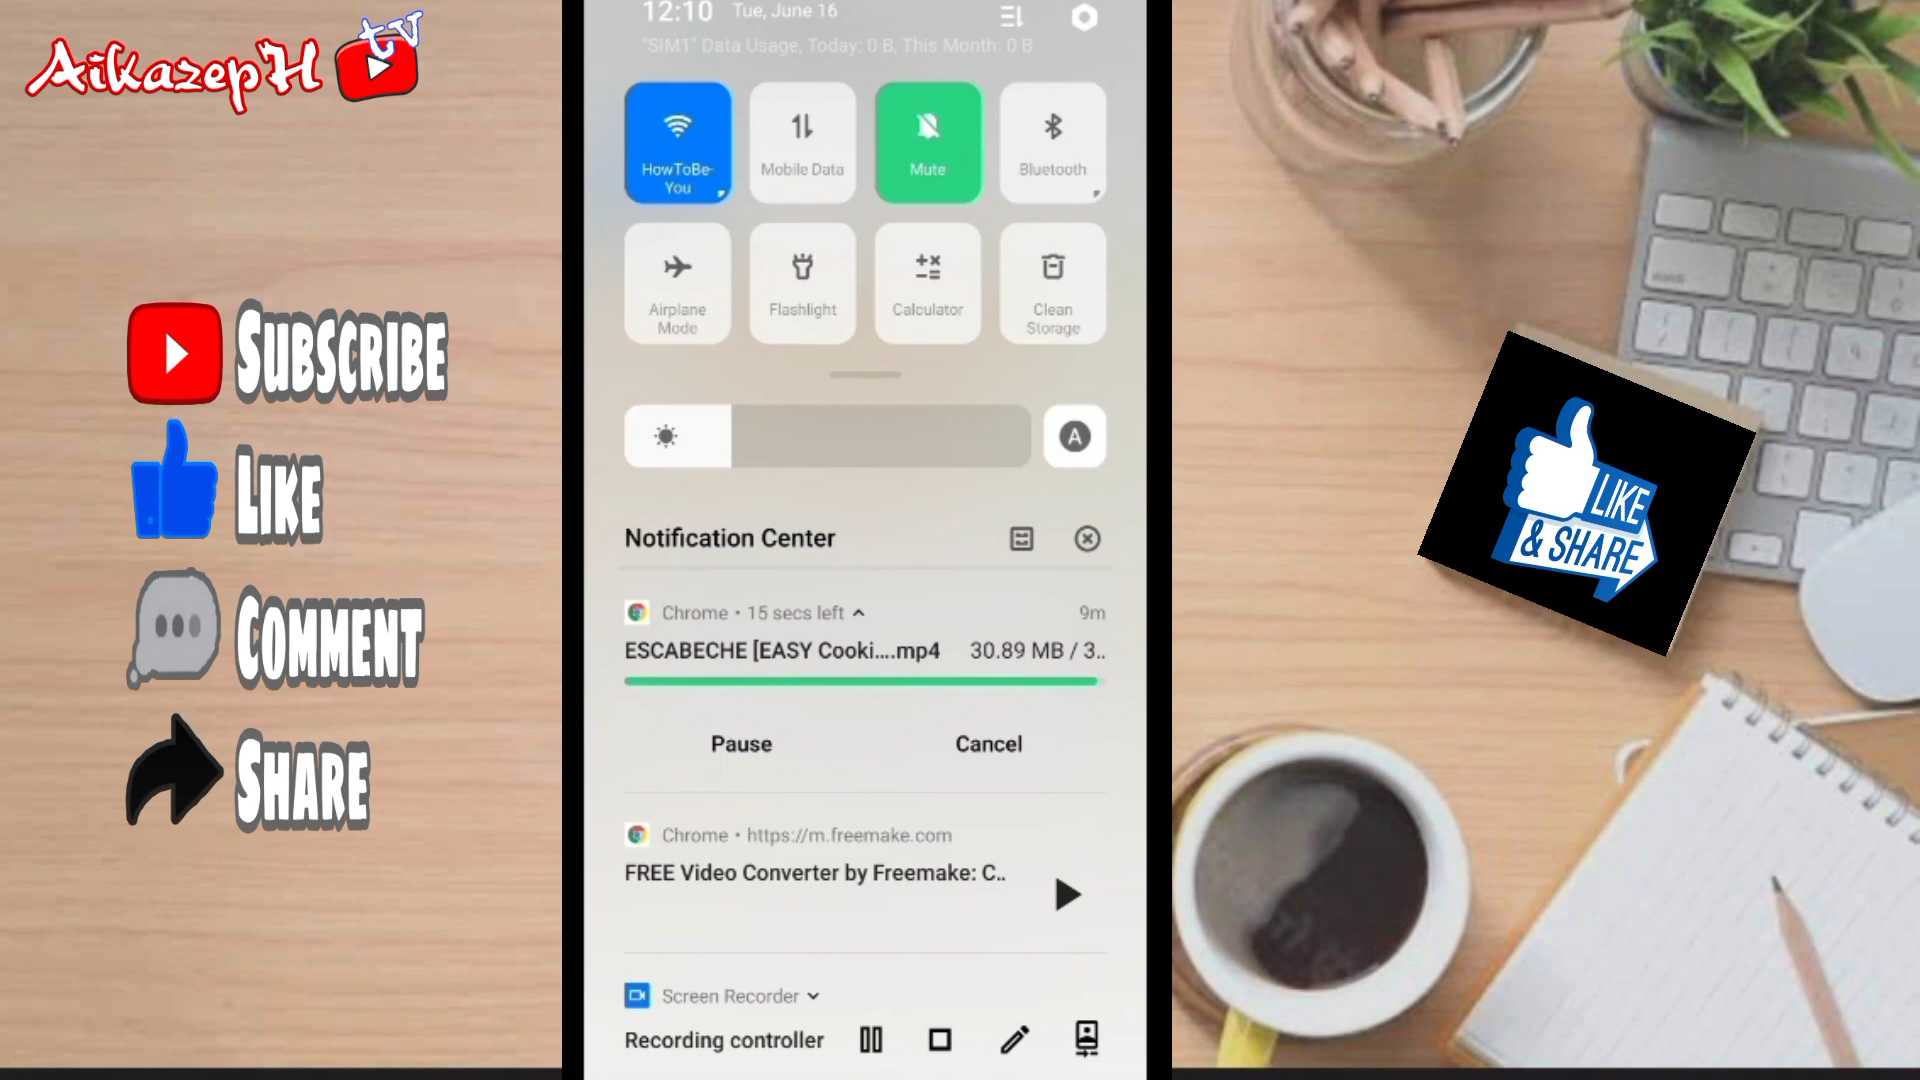 AikazepH tv
SUBSCRIBE
LIKE
COMMENT
SHARE
12:10 Tue, June 16
"SIM1" Data Usage, Today: 0 B, This Month: 0 B
HowToBe-
You
Mobile Data
Mute
Bluetooth
Airplane
Mode
Flashlight
Calculator
Clean
Storage
A
Notification Center
Chrome • 15 secs left
9m
ESCABECHE [EASY Cooki....mp4 30.89 MB / 3..
Pause
Cancel
Chrome • https://m.freemake.com
FREE Video Converter by Freemake: C..
Screen Recorder
Recording controller
LIKE
& SHARE